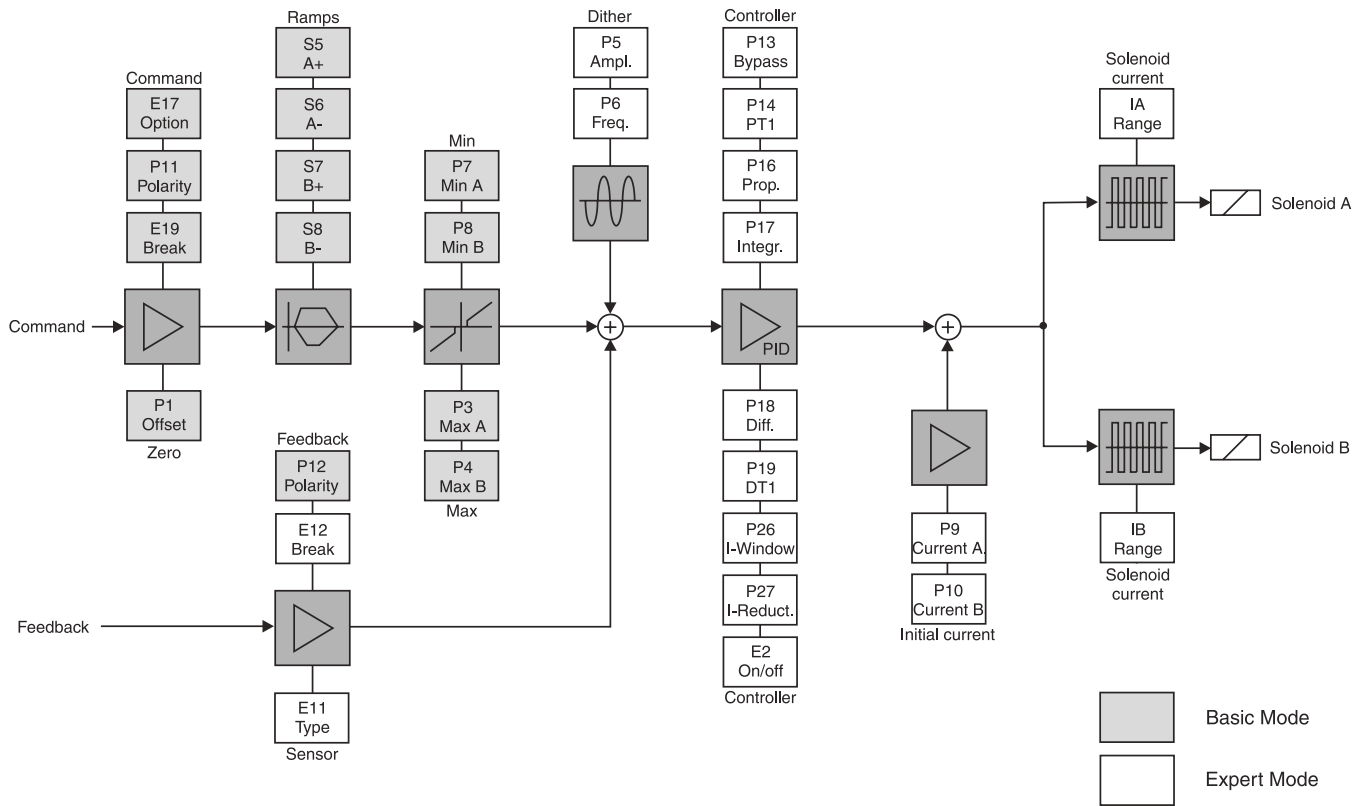 Command
E17
Option
P11
Polarity
E19
Break
Command
P1
Offset
Zero
Ramps
S5
A+
S6
A-
S7
B+
S8
B-
Min
P7
Min A
P8
Min B
P3
Max A
P4
Max B
Max
Feedback
P12
Polarity
E12
Break
Feedback
E11
Type
Sensor
Dither
P5
Ampl.
P6
Freq.
Controller
P13
Bypass
P14
PT1
P16
Prop.
P17
Integr.
PID
P18
Diff.
P19
DT1
P26
I-Window
P27
I-Reduct.
E2
On/off
Controller
P9
Current A.
P10
Current B
Initial current
Solenoid
current
IA
Range
Solenoid A
Solenoid B
IB
Range
Solenoid
current
Basic Mode
Expert Mode